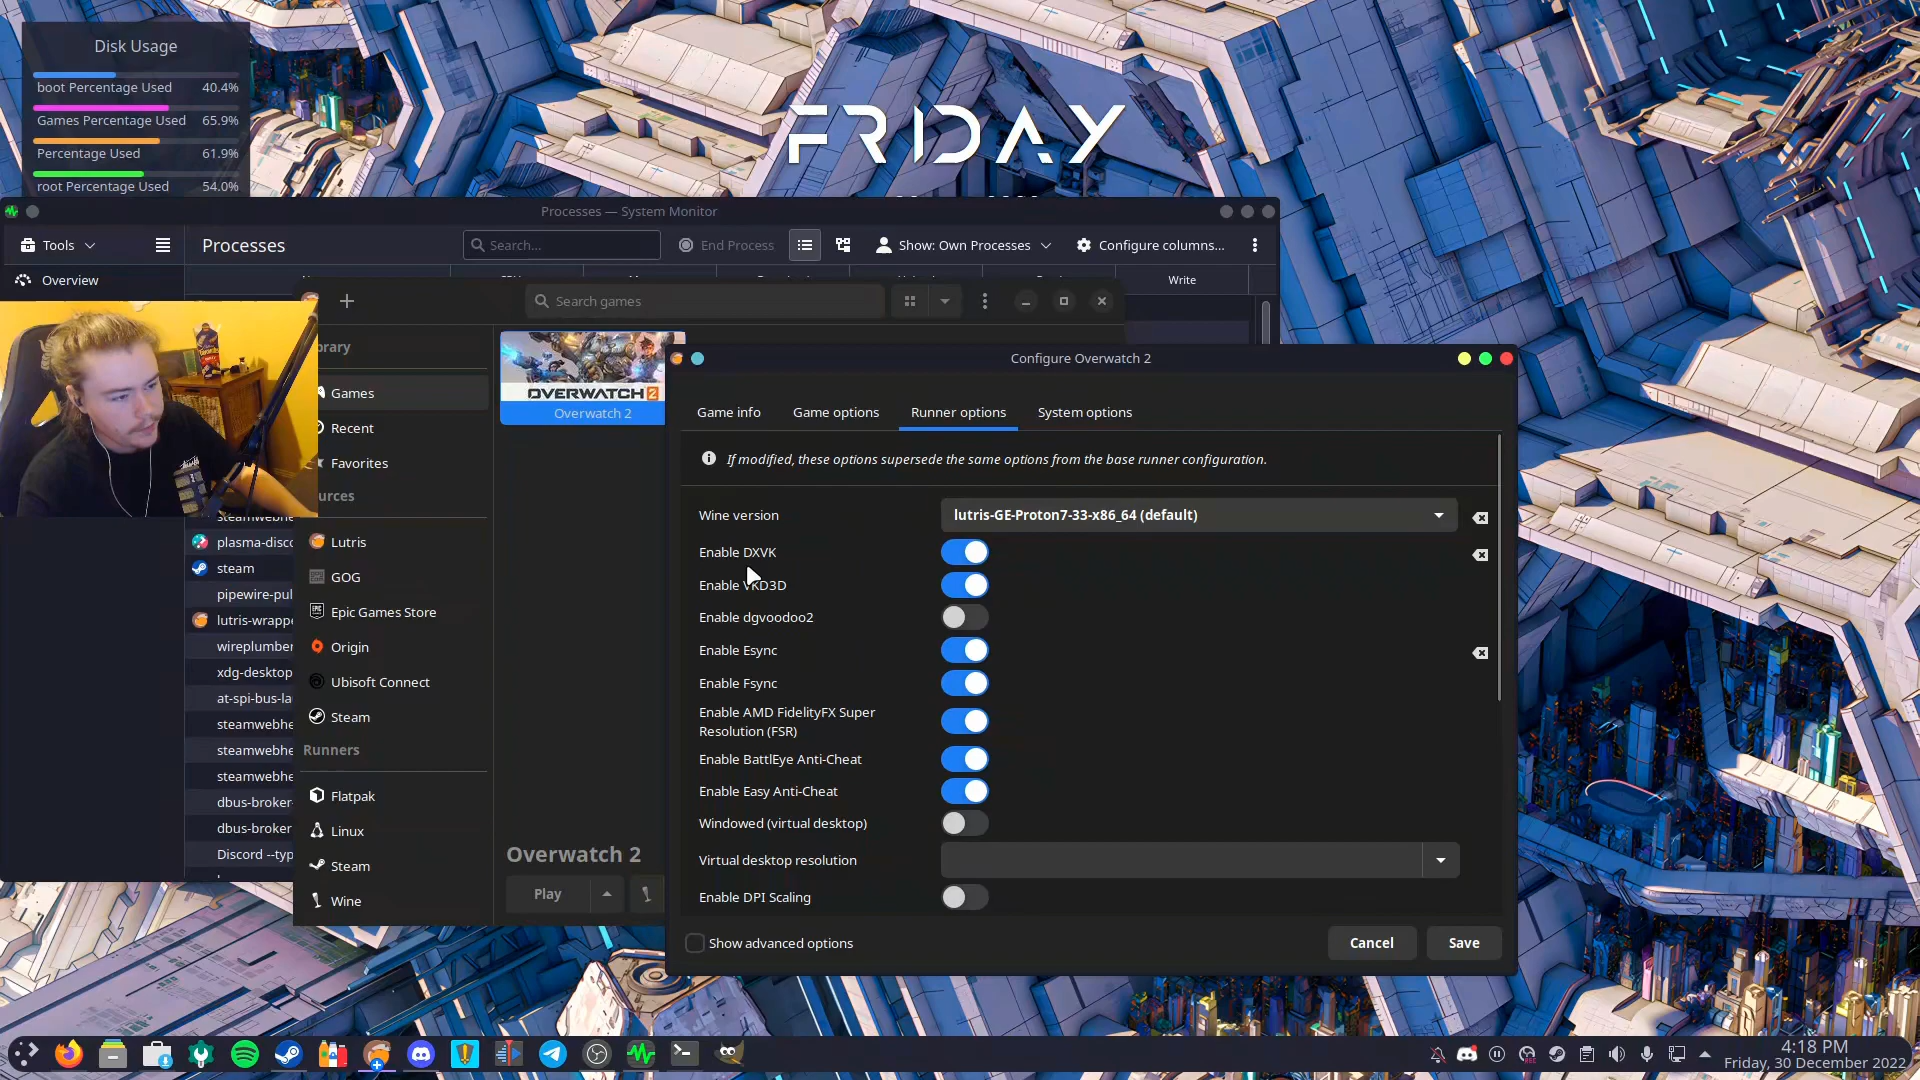 Disk Usage
boot Percentage Used 40.4%
Games Percentage Used 65.9%
Percentage Used 61.9%
root Percentage Used 54.0%
FRIDAY
Processes — System Monitor
Tools
Processes
Search...
End Process
Show: Own Processes
Configure columns...
Overview
Write
Search games
brary
Games
Recent
Favorites
urces
Lutris
GOG
Epic Games Store
Origin
Ubisoft Connect
Steam
Runners
Flatpak
Linux
Steam
Wine
steamwebhe
plasma-disco
steam
pipewire-pul
lutris-wrappe
wireplumber
xdg-desktop
at-spi-bus-la
steamwebhe
steamwebhe
steamwebhe
dbus-broker-
dbus-broker
Discord --typ
OVERWATCH 2
Overwatch 2
Overwatch 2
Play
Configure Overwatch 2
Game info
Game options
Runner options
System options
If modified, these options supersede the same options from the base runner configuration.
Wine version
lutris-GE-Proton7-33-x86_64 (default)
Enable DXVK
Enable VKD3D
Enable dgvoodoo2
Enable Esync
Enable Fsync
Enable AMD FidelityFX Super
Resolution (FSR)
Enable BattlEye Anti-Cheat
Enable Easy Anti-Cheat
Windowed (virtual desktop)
Virtual desktop resolution
Enable DPI Scaling
Show advanced options
Cancel
Save
4:18 PM
Friday, 30 December 2022